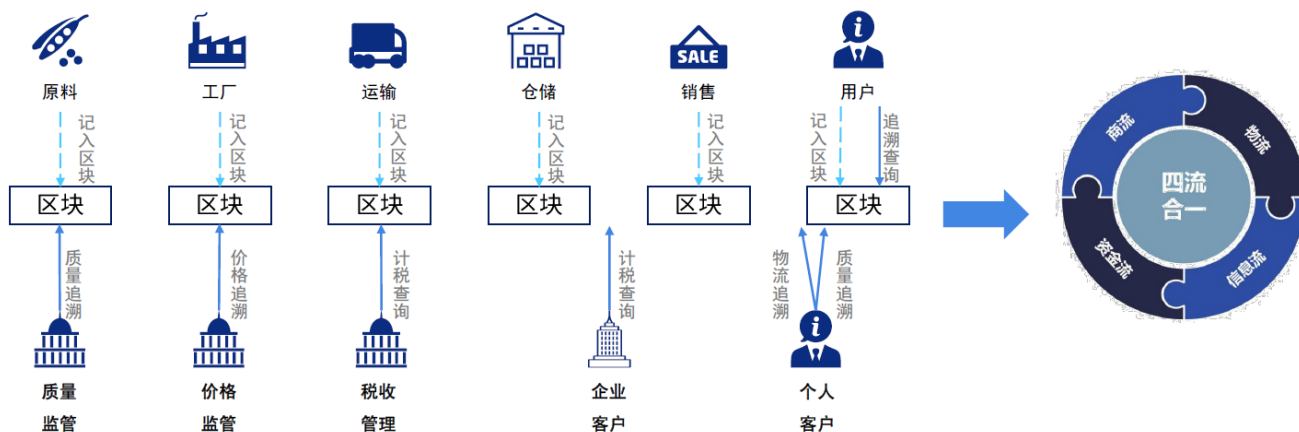 SALE
原料
工厂
运输
仓储
销售
用户
记入区块
记入区块
记入区块
记入区块
记入区块
记入区块
追溯查询
区块
区块
区块
区块
区块
区块
质量追溯
价格追溯
计税查询
计税查询
物流追溯
质量追溯
质量
监管
价格
监管
税收
管理
企业
客户
个人
客户
商流
物流
四流
合一
资金流
信息流